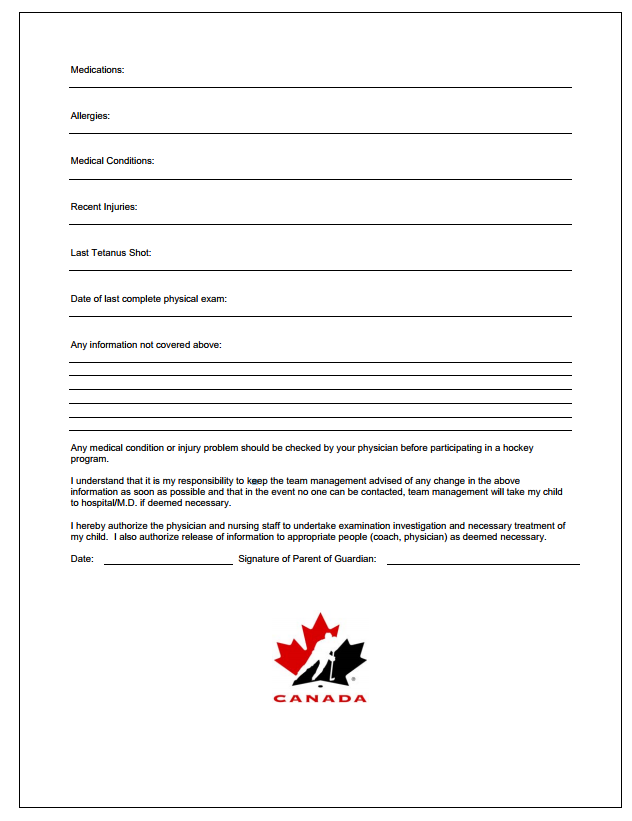 Medications:
Allergies:
Medical Conditions:
Recent Injuries:
Last Tetanus Shot:
Date of last complete physical exam:
Any information not covered above:
Any medical condition or injury problem should be checked by your physician before participating in a hockey
program.
I understand that it is my responsibility to keep the team management advised of any change in the above
information as soon as possible and that in the event no one can be contacted, team management will take my child
to hospital/M.D. if deemed necessary.
I hereby authorize the physician and nursing staff to undertake examination investigation and necessary treatment of
my child.  I also authorize release of information to appropriate people (coach, physician) as deemed necessary.
Date: Signature of Parent of Guardian:
®
CANADA